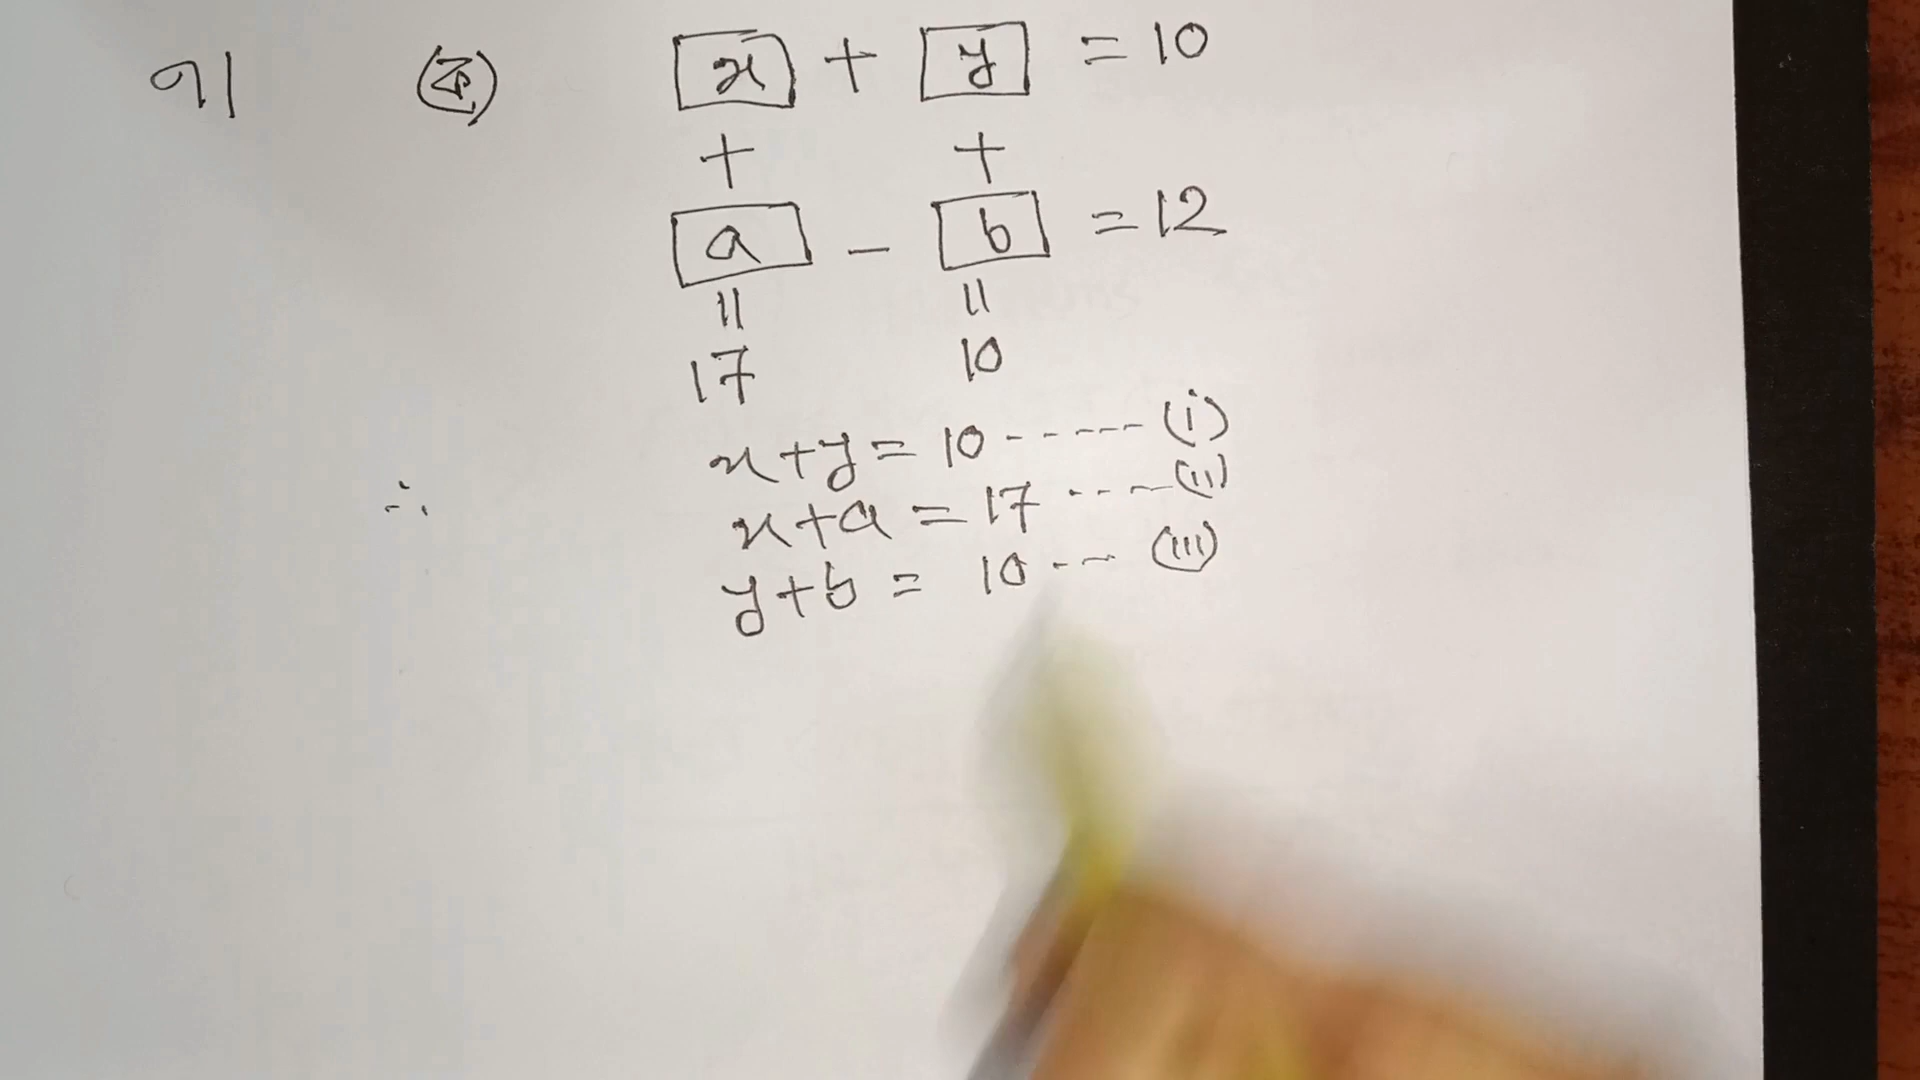 ৭। (ক) x + y = 10
+ +
a - b = 12
|| ||
17 10
x+y = 10 ------ (i)
∴ x+a = 17 ---- (ii)
y+b = 10 --- (iii)